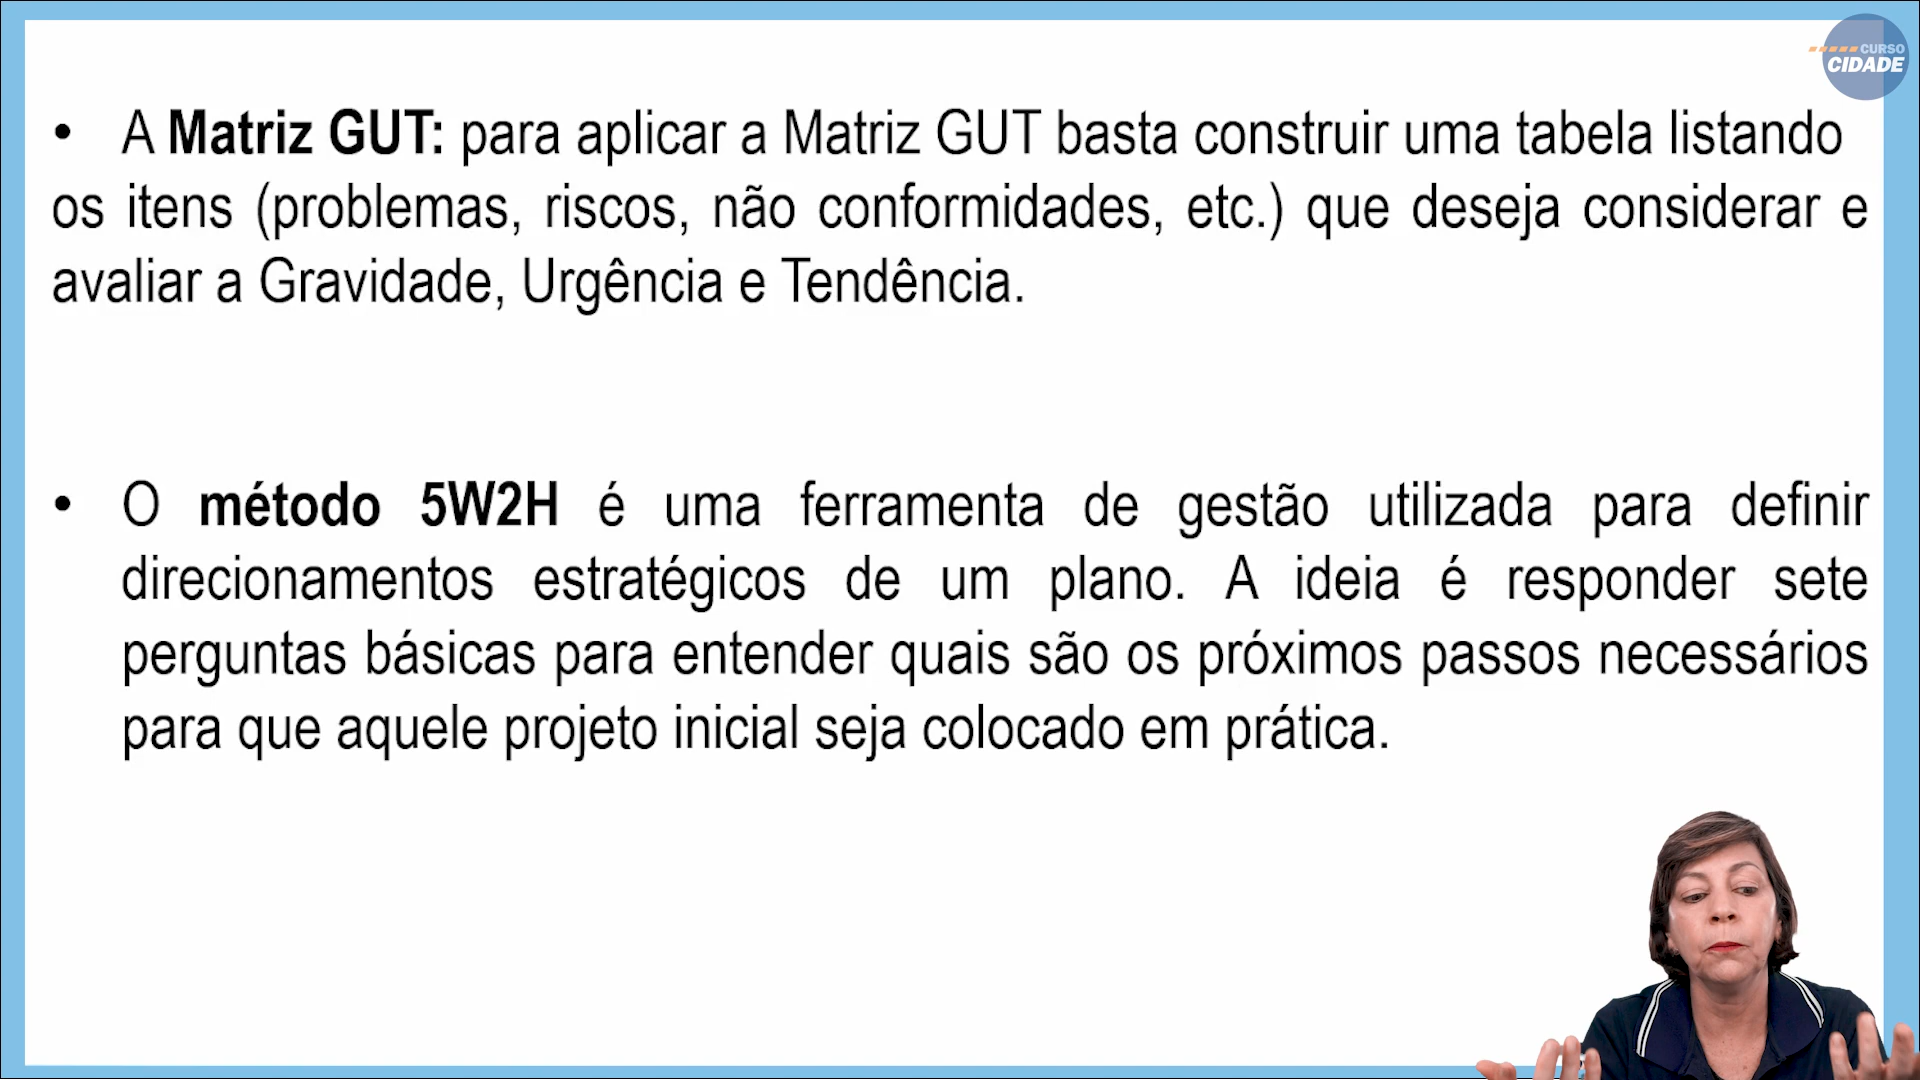 CURSO
CIDADE
• A Matriz GUT: para aplicar a Matriz GUT basta construir uma tabela listando
os itens (problemas, riscos, não conformidades, etc.) que deseja considerar e
avaliar a Gravidade, Urgência e Tendência.
• O método 5W2H é uma ferramenta de gestão utilizada para definir
direcionamentos estratégicos de um plano. A ideia é responder sete
perguntas básicas para entender quais são os próximos passos necessários
para que aquele projeto inicial seja colocado em prática.